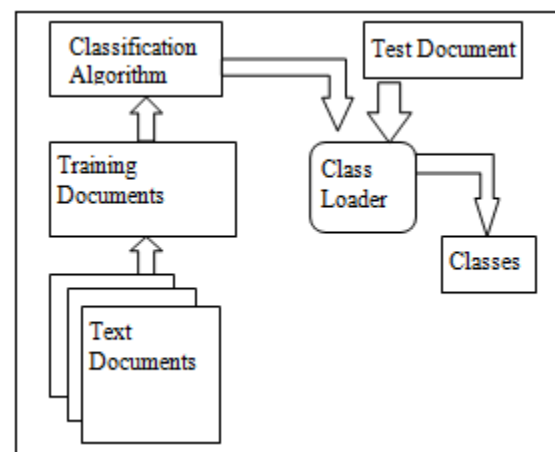 Classification
Algorithm
Test Document
Training
Documents
Class
Loader
Classes
Text
Documents